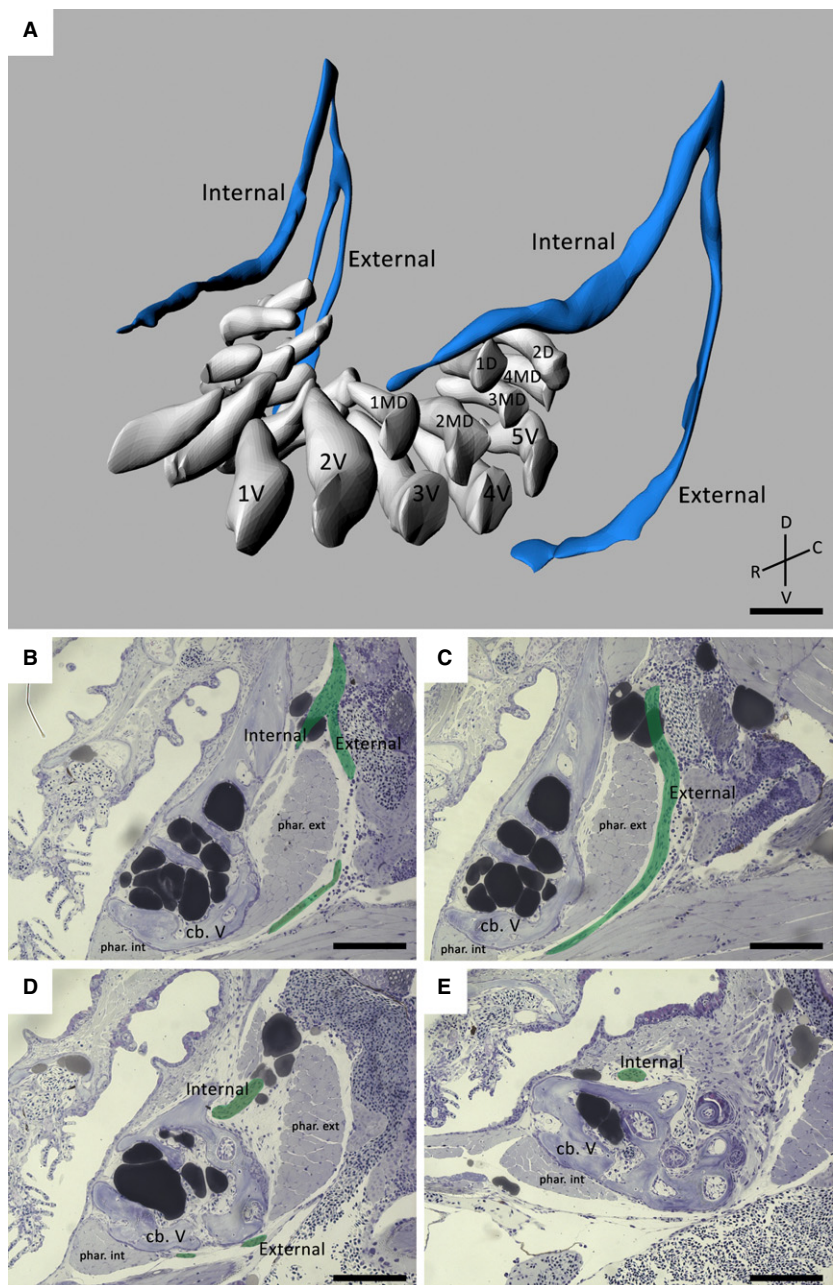 A
Internal
External
Internal
External
1D
2D
4MD
3MD
1MD
2MD
5V
1V
2V
3V
4V
D
R
C
V
B
Internal
External
phar. ext
phar. int
cb. V
C
External
phar. ext
phar. int
cb. V
D
Internal
phar. ext
phar. int
cb. V
External
E
Internal
cb. V
phar. int